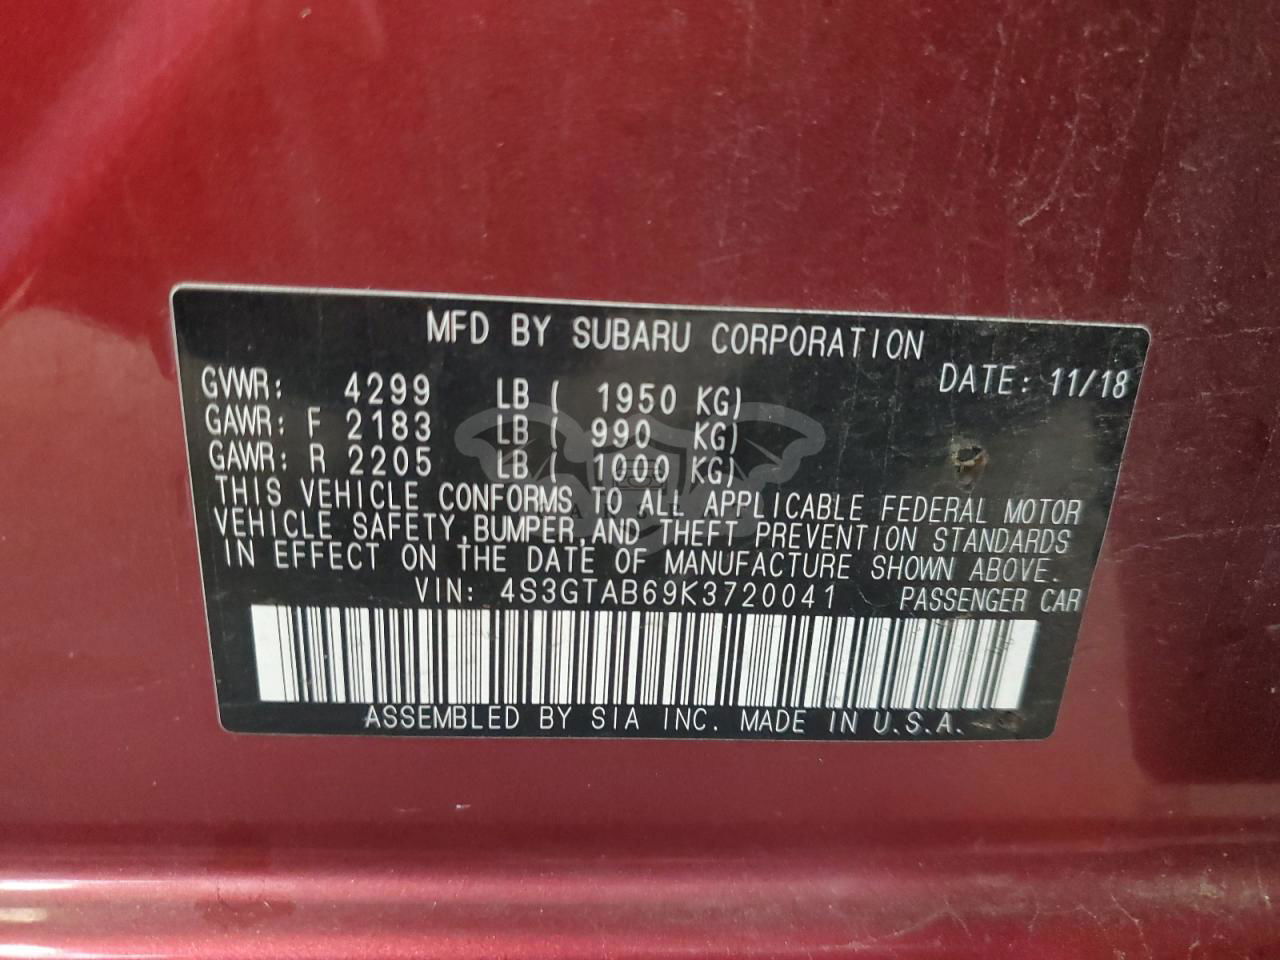 MFD BY SUBARU CORPORATION
DATE: 11/18
GVWR: 4299 LB ( 1950 KG)
GAWR: F 2183 LB ( 990 KG)
GAWR: R 2205 LB ( 1000 KG)
THIS VEHICLE CONFORMS TO ALL APPLICABLE FEDERAL MOTOR
VEHICLE SAFETY, BUMPER, AND THEFT PREVENTION STANDARDS
IN EFFECT ON THE DATE OF MANUFACTURE SHOWN ABOVE.
VIN: 4S3GTAB69K3720041 PASSENGER CAR
ASSEMBLED BY SIA INC. MADE IN U.S.A.